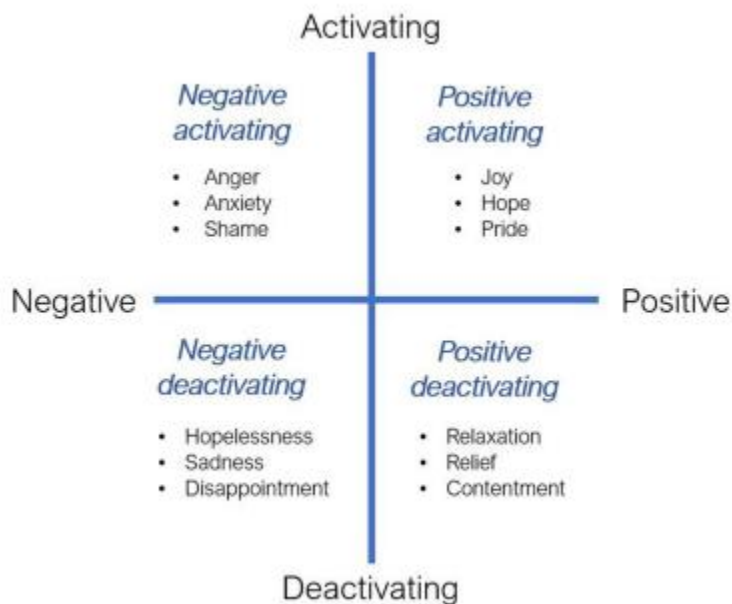 Activating
Negative
activating
• Anger
• Anxiety
• Shame
Positive
activating
• Joy
• Hope
• Pride
Negative
Positive
Negative
deactivating
• Hopelessness
• Sadness
• Disappointment
Positive
deactivating
• Relaxation
• Relief
• Contentment
Deactivating